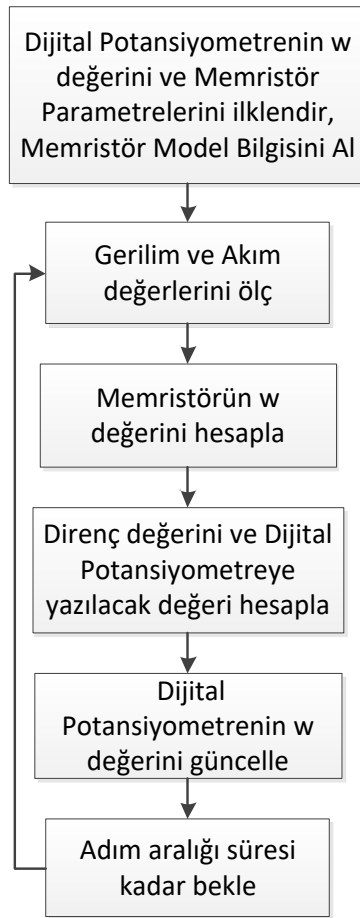 Dijital Potansiyometrenin w
değerini ve Memristör
Parametrelerini ilklendir,
Memristör Model Bilgisini Al
Gerilim ve Akım
değerlerini ölç
Memristörün w
değerini hesapla
Direnç değerini ve Dijital
Potansiyometreye
yazılacak değeri hesapla
Dijital
Potansiyometrenin w
değerini güncelle
Adım aralığı süresi
kadar bekle